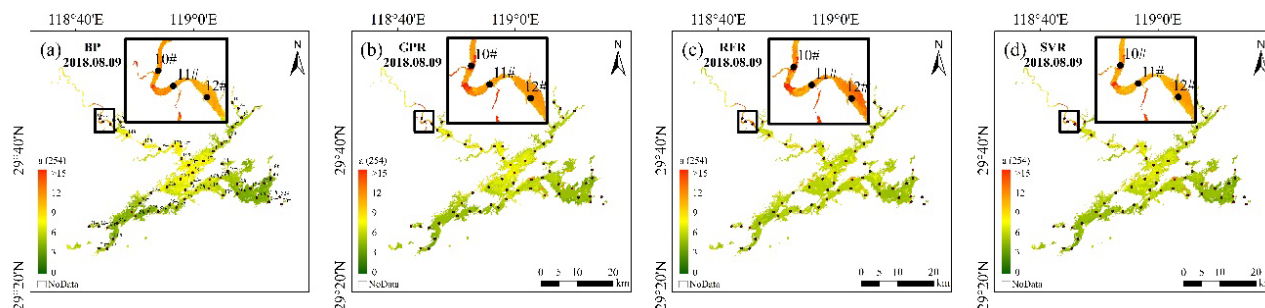 118°40'E 119°0'E
(a) BP
2018.08.09
10#
11#
12#
N
29°40'N
29°20'N
a (254)
>15
12
9
6
3
0
NoData
118°40'E 119°0'E
(b) GPR
2018.08.09
10#
11#
12#
N
29°40'N
29°20'N
a (254)
>15
12
9
6
3
0
NoData
0 5 10 20
km
118°40'E 119°0'E
(c) RFR
2018.08.09
10#
11#
12#
N
29°40'N
29°20'N
a (254)
>15
12
9
6
3
0
NoData
0 5 10 20
km
118°40'E 119°0'E
(d) SVR
2018.08.09
10#
11#
12#
N
29°40'N
29°20'N
a (254)
>15
12
9
6
3
0
NoData
0 5 10 20
km